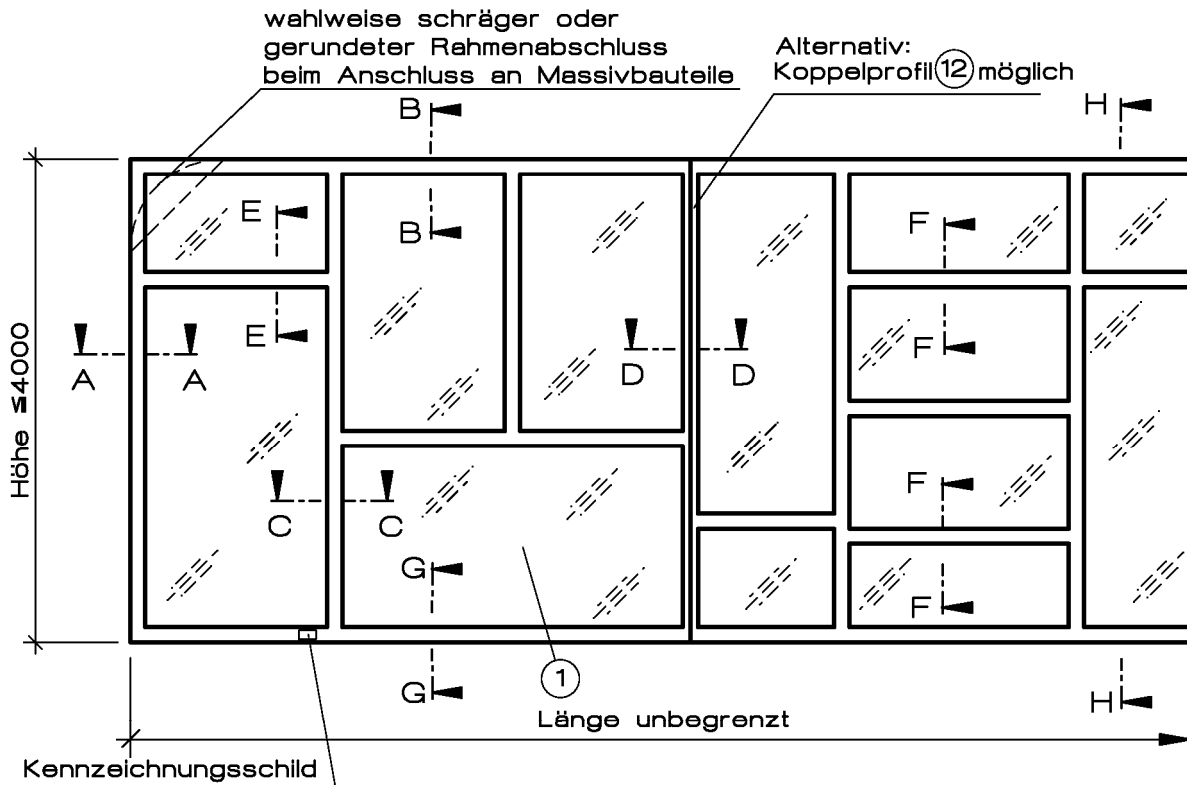 wahlweise schräger oder
gerundeter Rahmenabschluss
beim Anschluss an Massivbauteile
Alternativ:
Koppelprofil 12 möglich
B
H
E
B
F
E
F
A A
D D
Höhe ≤4000
C C
F
G
F
1
G
H
Länge unbegrenzt
Kennzeichnungsschild